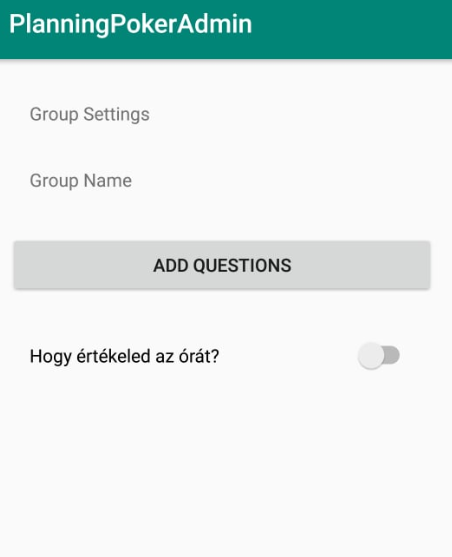 PlanningPokerAdmin
Group Settings
Group Name
ADD QUESTIONS
Hogy értékeled az órát?